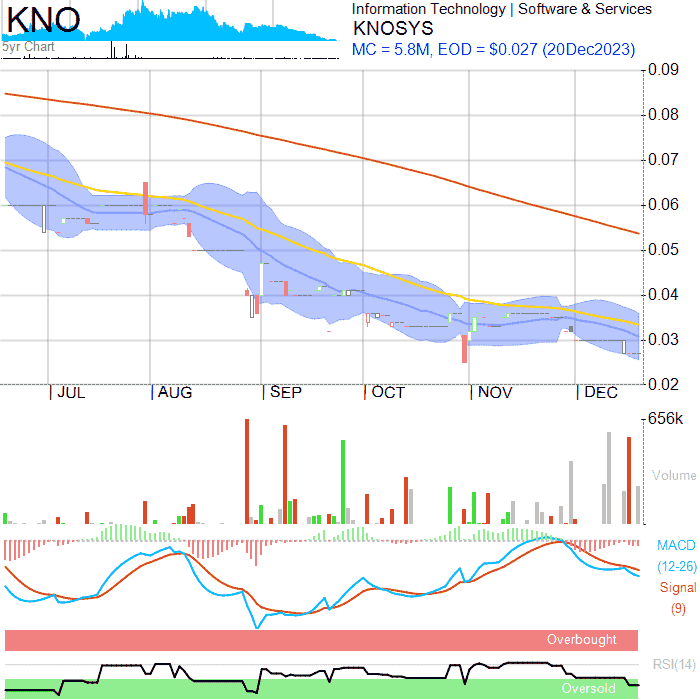 KNO
5yr Chart
Information Technology | Software & Services
KNOSYS
MC = 5.8M, EOD = $0.027 (20Dec2023)
0.09
0.08
0.07
0.06
0.05
0.04
0.03
0.02
JUL
AUG
SEP
OCT
NOV
DEC
656k
Volume
MACD
(12-26)
Signal
(9)
Overbought
RSI(14)
Oversold